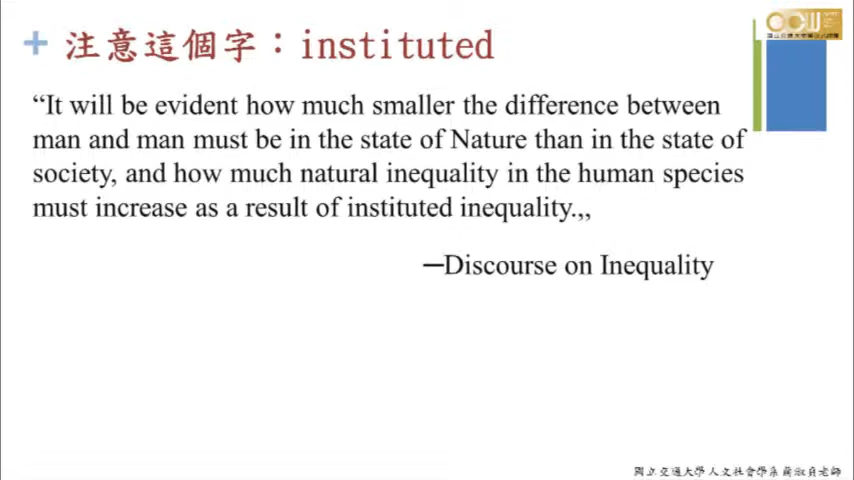 注意這個字：instituted
“It will be evident how much smaller the difference between
man and man must be in the state of Nature than in the state of
society, and how much natural inequality in the human species
must increase as a result of instituted inequality.,,
─Discourse on Inequality
國立交通大學人文社會學系蔣淑貞老師